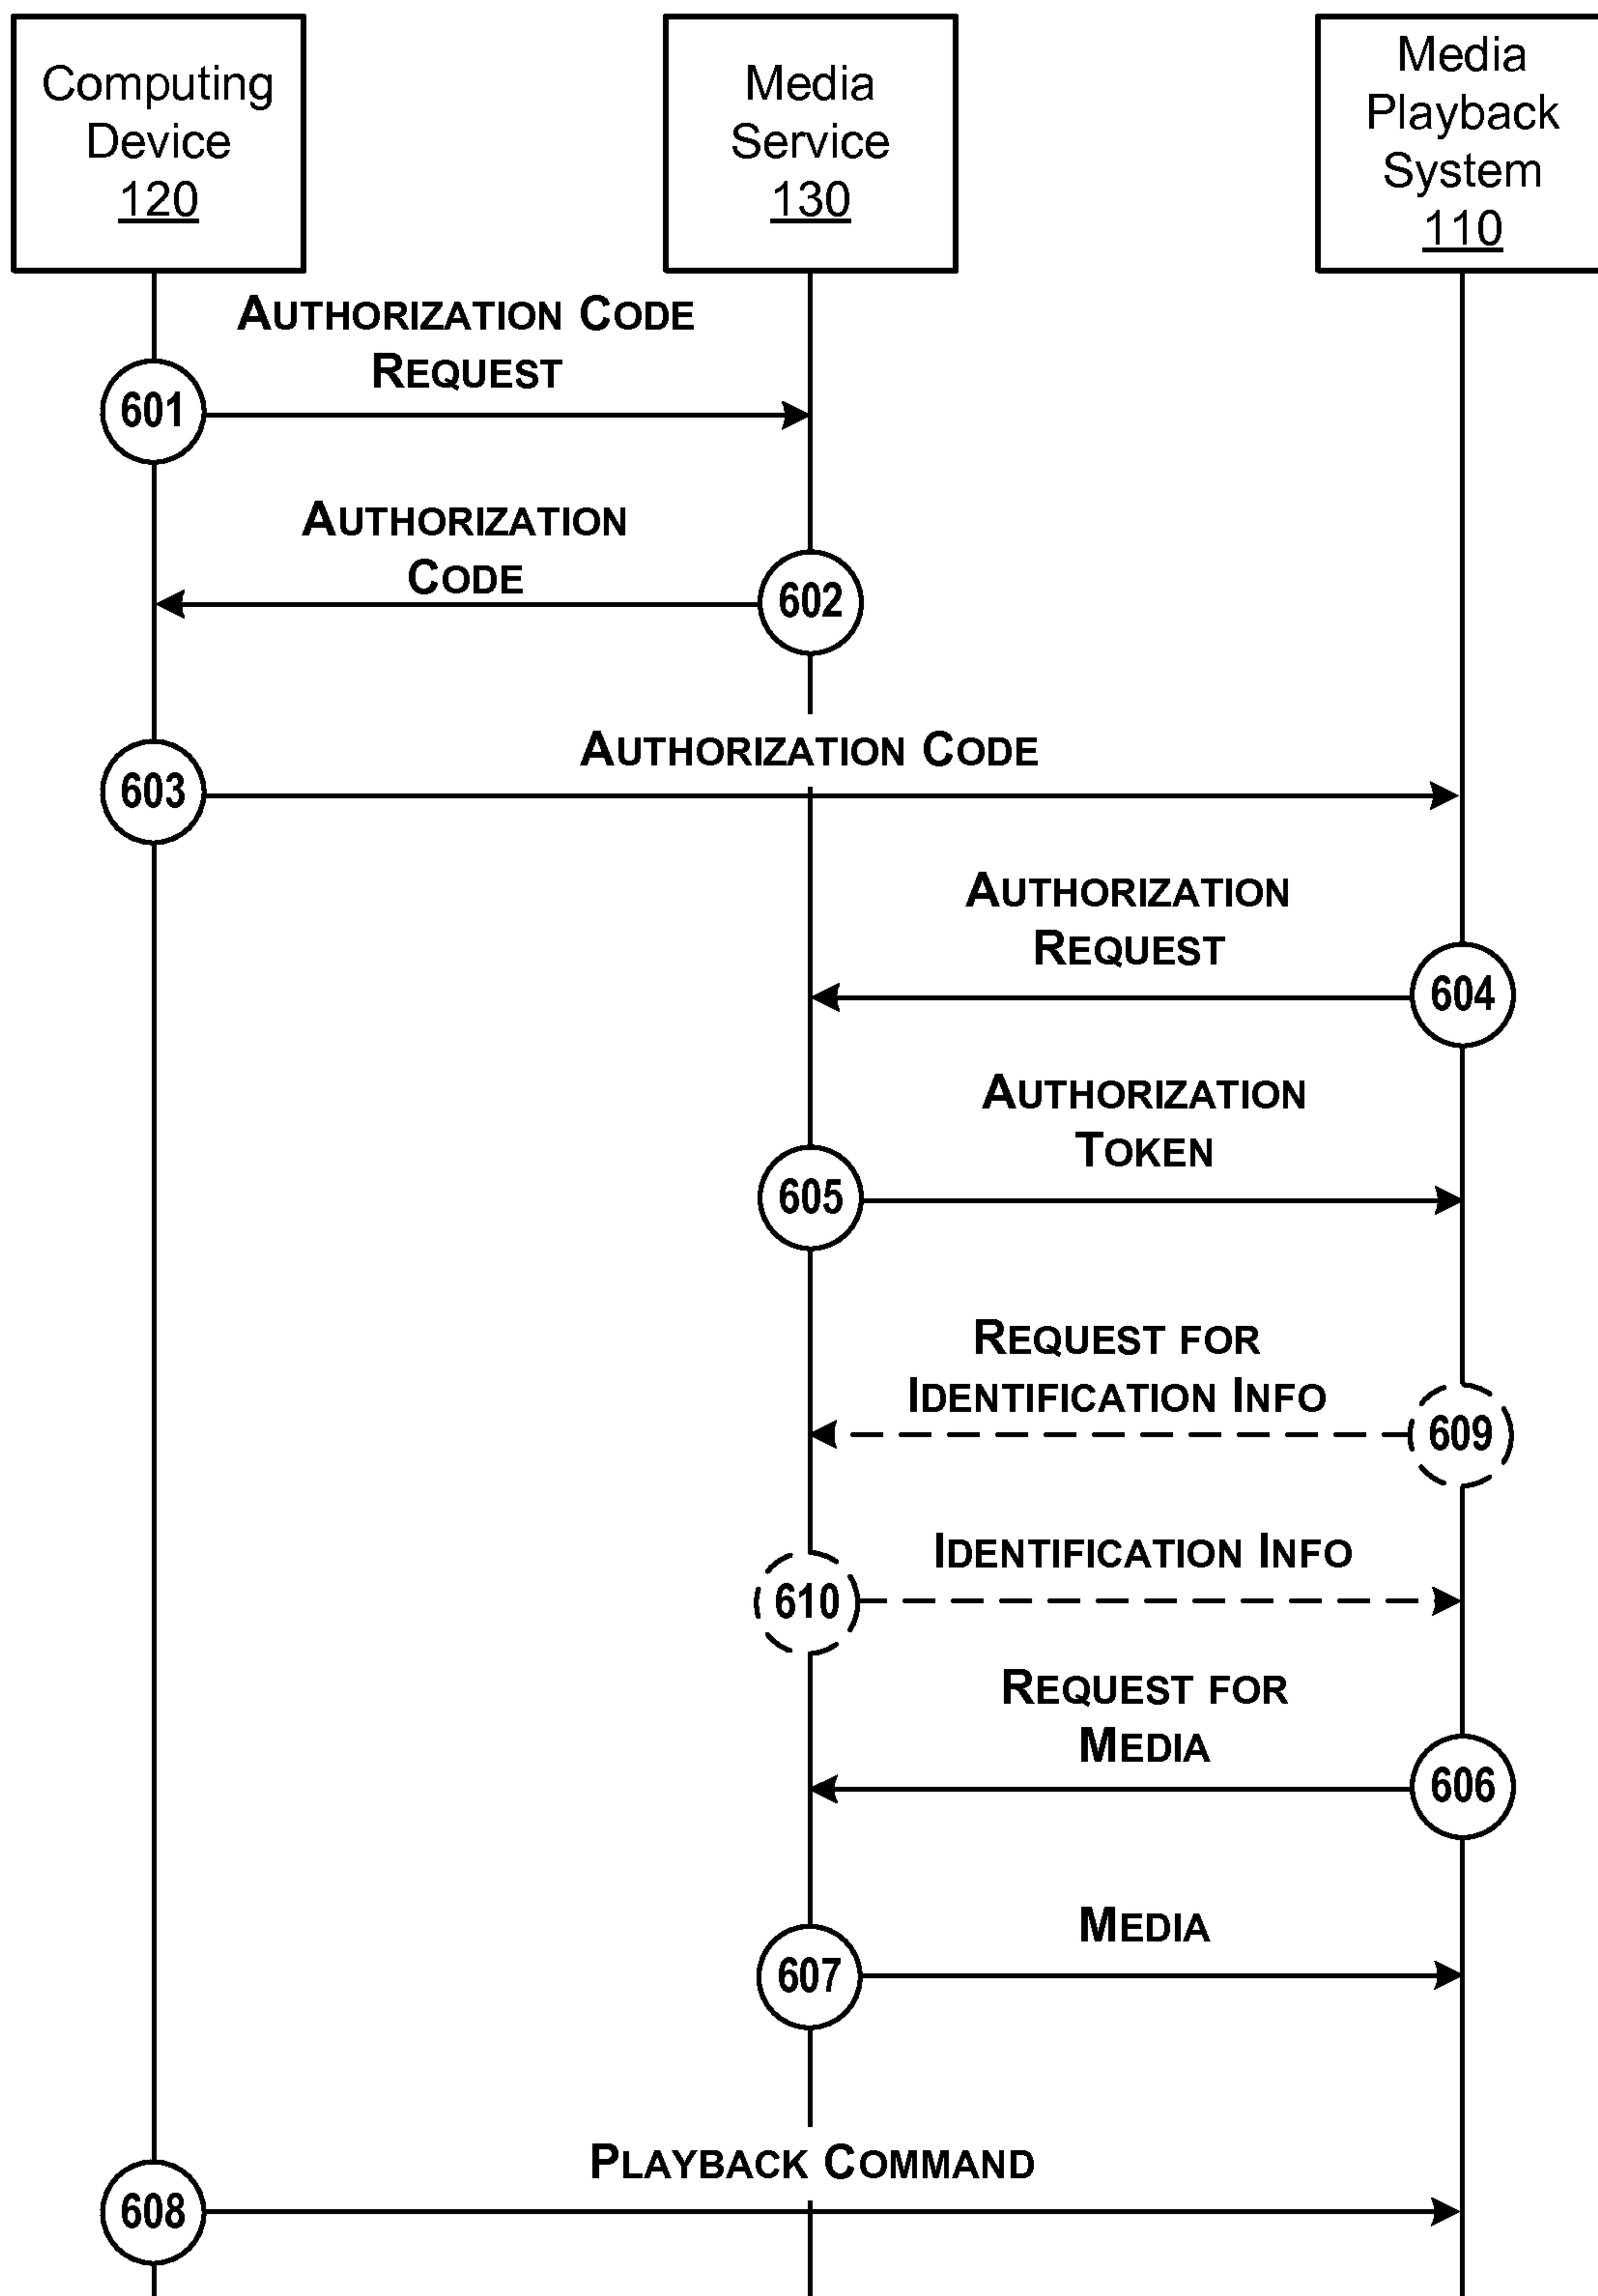 Computing
Device
120
Media
Service
130
Media
Playback
System
110
AUTHORIZATION CODE
REQUEST
601
AUTHORIZATION
CODE
602
AUTHORIZATION CODE
603
AUTHORIZATION
REQUEST
604
AUTHORIZATION
TOKEN
605
REQUEST FOR
IDENTIFICATION INFO
609
IDENTIFICATION INFO
610
REQUEST FOR
MEDIA
606
MEDIA
607
PLAYBACK COMMAND
608